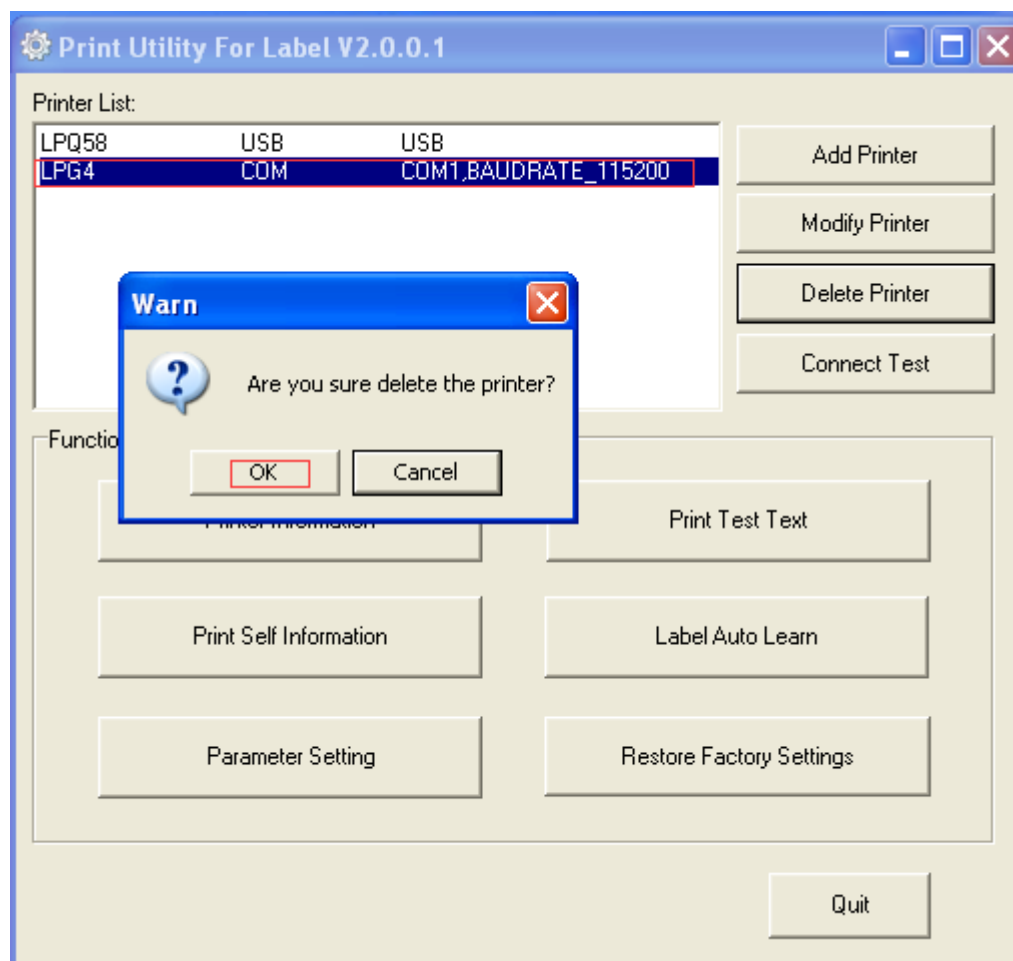 Print Utility For Label V2.0.0.1
Printer List:
LPQ58 USB USB
LPG4 COM COM1,BAUDRATE_115200
Add Printer
Modify Printer
Delete Printer
Connect Test
Warn
Are you sure delete the printer?
OK Cancel
Functio
Printer Information
Print Test Text
Print Self Information
Label Auto Learn
Parameter Setting
Restore Factory Settings
Quit